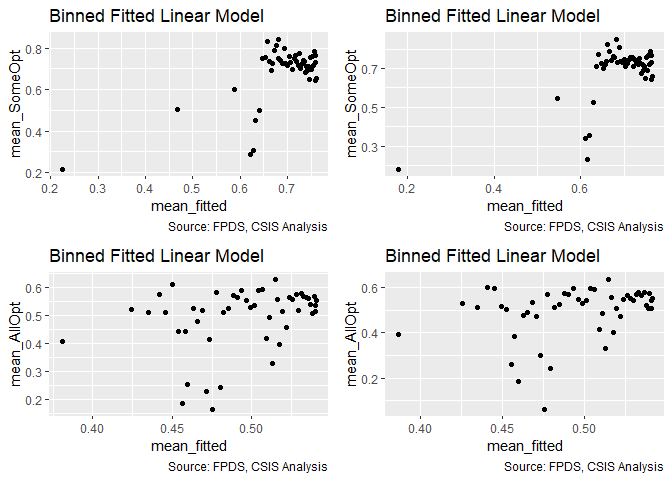 Binned Fitted Linear Model
mean_SomeOpt
0.8
0.6
0.4
0.2
0.2 0.3 0.4 0.5 0.6 0.7
mean_fitted
Source: FPDS, CSIS Analysis
Binned Fitted Linear Model
mean_SomeOpt
0.7
0.5
0.3
0.2 0.4 0.6
mean_fitted
Source: FPDS, CSIS Analysis
Binned Fitted Linear Model
mean_AllOpt
0.6
0.5
0.4
0.3
0.2
0.40 0.45 0.50
mean_fitted
Source: FPDS, CSIS Analysis
Binned Fitted Linear Model
mean_AllOpt
0.6
0.4
0.2
0.40 0.45 0.50
mean_fitted
Source: FPDS, CSIS Analysis